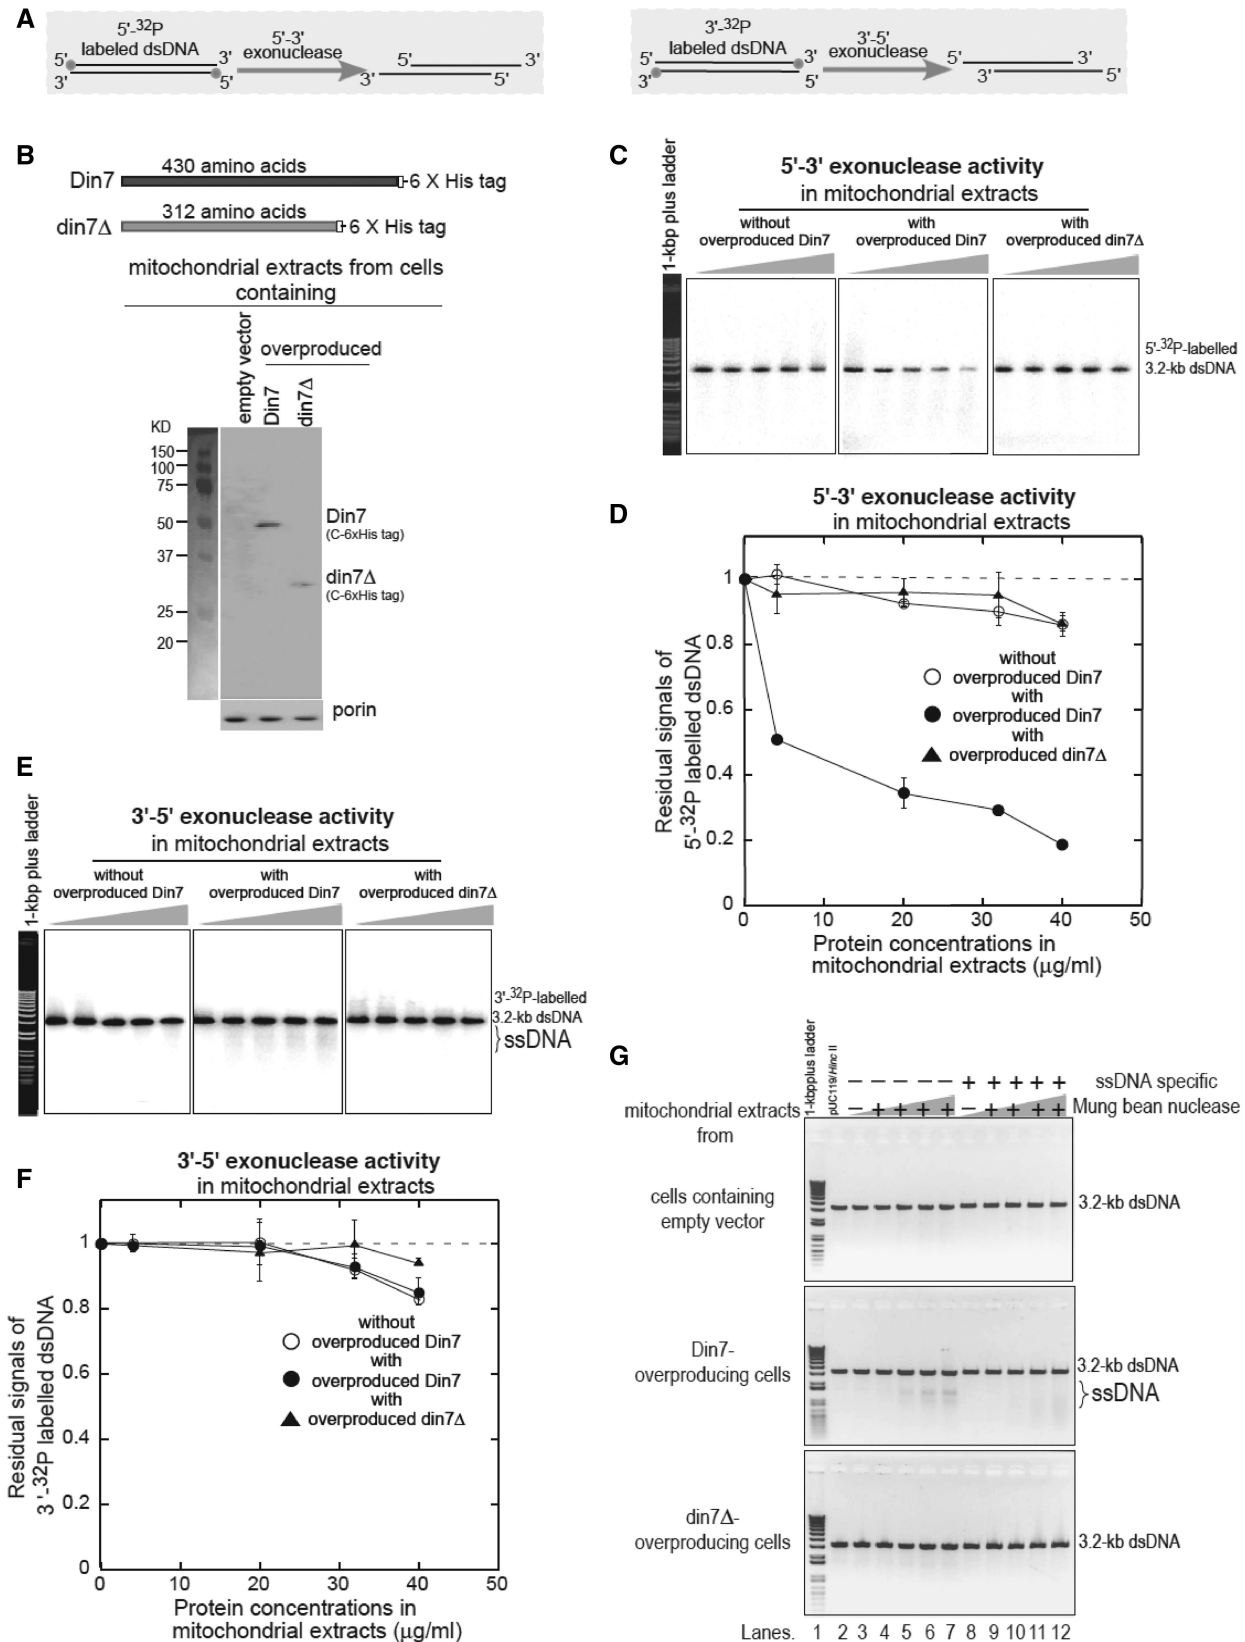 A
5'-32P
labeled dsDNA
5'
3'
3'
5'
5'-3'
exonuclease
5'
3'
3'
5'
3'-32P
labeled dsDNA
5'
3'
3'
5'
3'-5'
exonuclease
5'
3'
3'
5'
B
430 amino acids
Din7
6 X His tag
312 amino acids
din7Δ
6 X His tag
mitochondrial extracts from cells
containing
empty vector
overproduced
Din7
din7Δ
KD
150
100
75
50
37
25
20
Din7
(C-6xHis tag)
din7Δ
(C-6xHis tag)
porin
C
1-kbp plus ladder
5'-3' exonuclease activity
in mitochondrial extracts
without
overproduced Din7
with
overproduced Din7
with
overproduced din7Δ
5'-32P-labelled
3.2-kb dsDNA
D
5'-3' exonuclease activity
in mitochondrial extracts
Residual signals of
5'-32P labelled dsDNA
1
0.8
0.6
0.4
0.2
0
without
overproduced Din7
with
overproduced Din7
with
overproduced din7Δ
0 10 20 30 40 50
Protein concentrations in
mitochondrial extracts (μg/ml)
E
1-kbp plus ladder
3'-5' exonuclease activity
in mitochondrial extracts
without
overproduced Din7
with
overproduced Din7
with
overproduced din7Δ
3'-32P-labelled
3.2-kb dsDNA
ssDNA
F
3'-5' exonuclease activity
in mitochondrial extracts
Residual signals of
3'-32P labelled dsDNA
1
0.8
0.6
0.4
0.2
0
without
overproduced Din7
with
overproduced Din7
with
overproduced din7Δ
0 10 20 30 40 50
Protein concentrations in
mitochondrial extracts (μg/ml)
G
1-kbpplus ladder
pUC119/Hinc II
− − − − − + + + + + ssDNA specific
Mung bean nuclease
mitochondrial extracts
from
− + + + + − + + + +
cells containing
empty vector
3.2-kb dsDNA
Din7-
overproducing cells
3.2-kb dsDNA
ssDNA
din7Δ-
overproducing cells
3.2-kb dsDNA
Lanes. 1 2 3 4 5 6 7 8 9 10 11 12